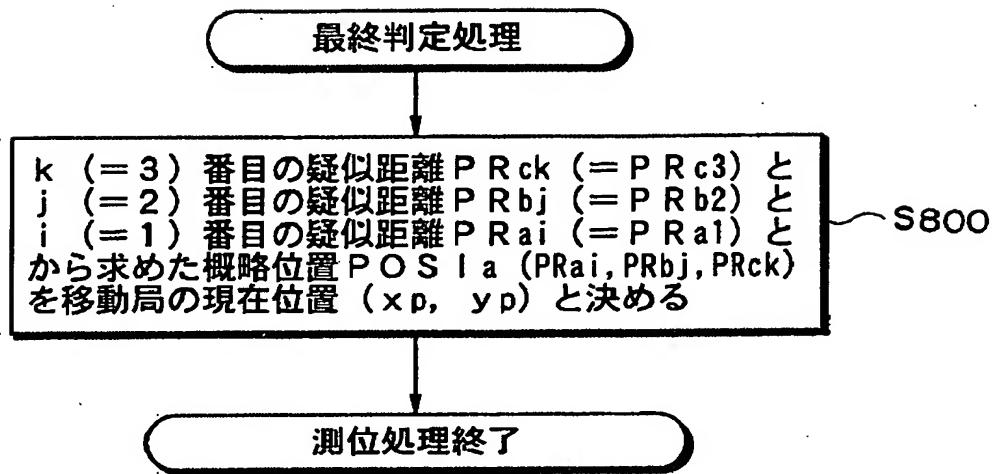 最終判定処理
k (=3) 番目の疑似距離PRck (=PRc3) と
j (=2) 番目の疑似距離PRbj (=PRb2) と
i (=1) 番目の疑似距離PRai (=PRa1) と
から求めた概略位置POSIa (PRai,PRbj,PRck)
を移動局の現在位置 (xp, yp) と決める
S800
測位処理終了